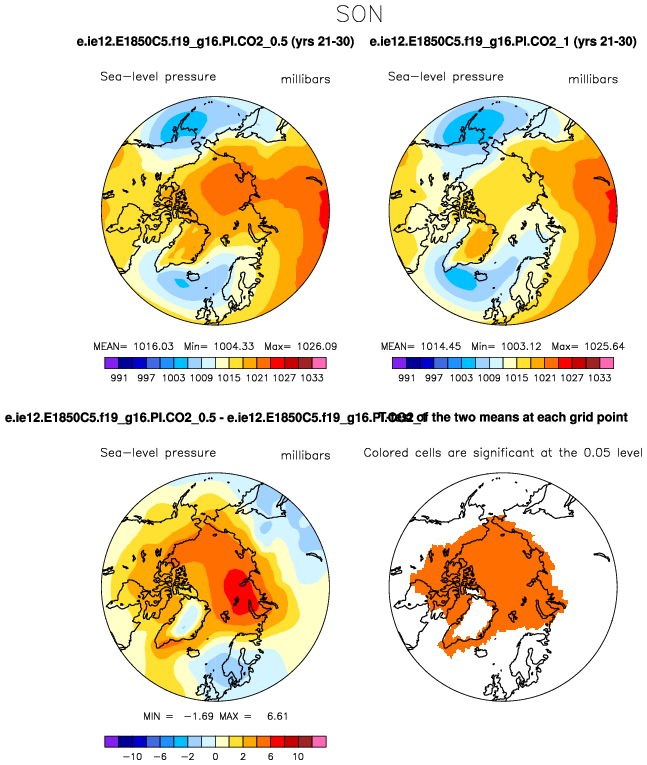 SON
e.ie12.E1850C5.f19_g16.PI.CO2_0.5 (yrs 21-30)
e.ie12.E1850C5.f19_g16.PI.CO2_1 (yrs 21-30)
Sea-level pressure millibars
Sea-level pressure millibars
MEAN= 1016.03 Min= 1004.33 Max= 1026.09
MEAN= 1014.45 Min= 1003.12 Max= 1025.64
991 997 1003 1009 1015 1021 1027 1033
991 997 1003 1009 1015 1021 1027 1033
e.ie12.E1850C5.f19_g16.PI.CO2_0.5 - e.ie12.E1850C5.f19_g16.PI.CO2_1
T-test of the two means at each grid point
Sea-level pressure millibars
Colored cells are significant at the 0.05 level
MIN = -1.69 MAX = 6.61
-10 -6 -2 0 2 6 10